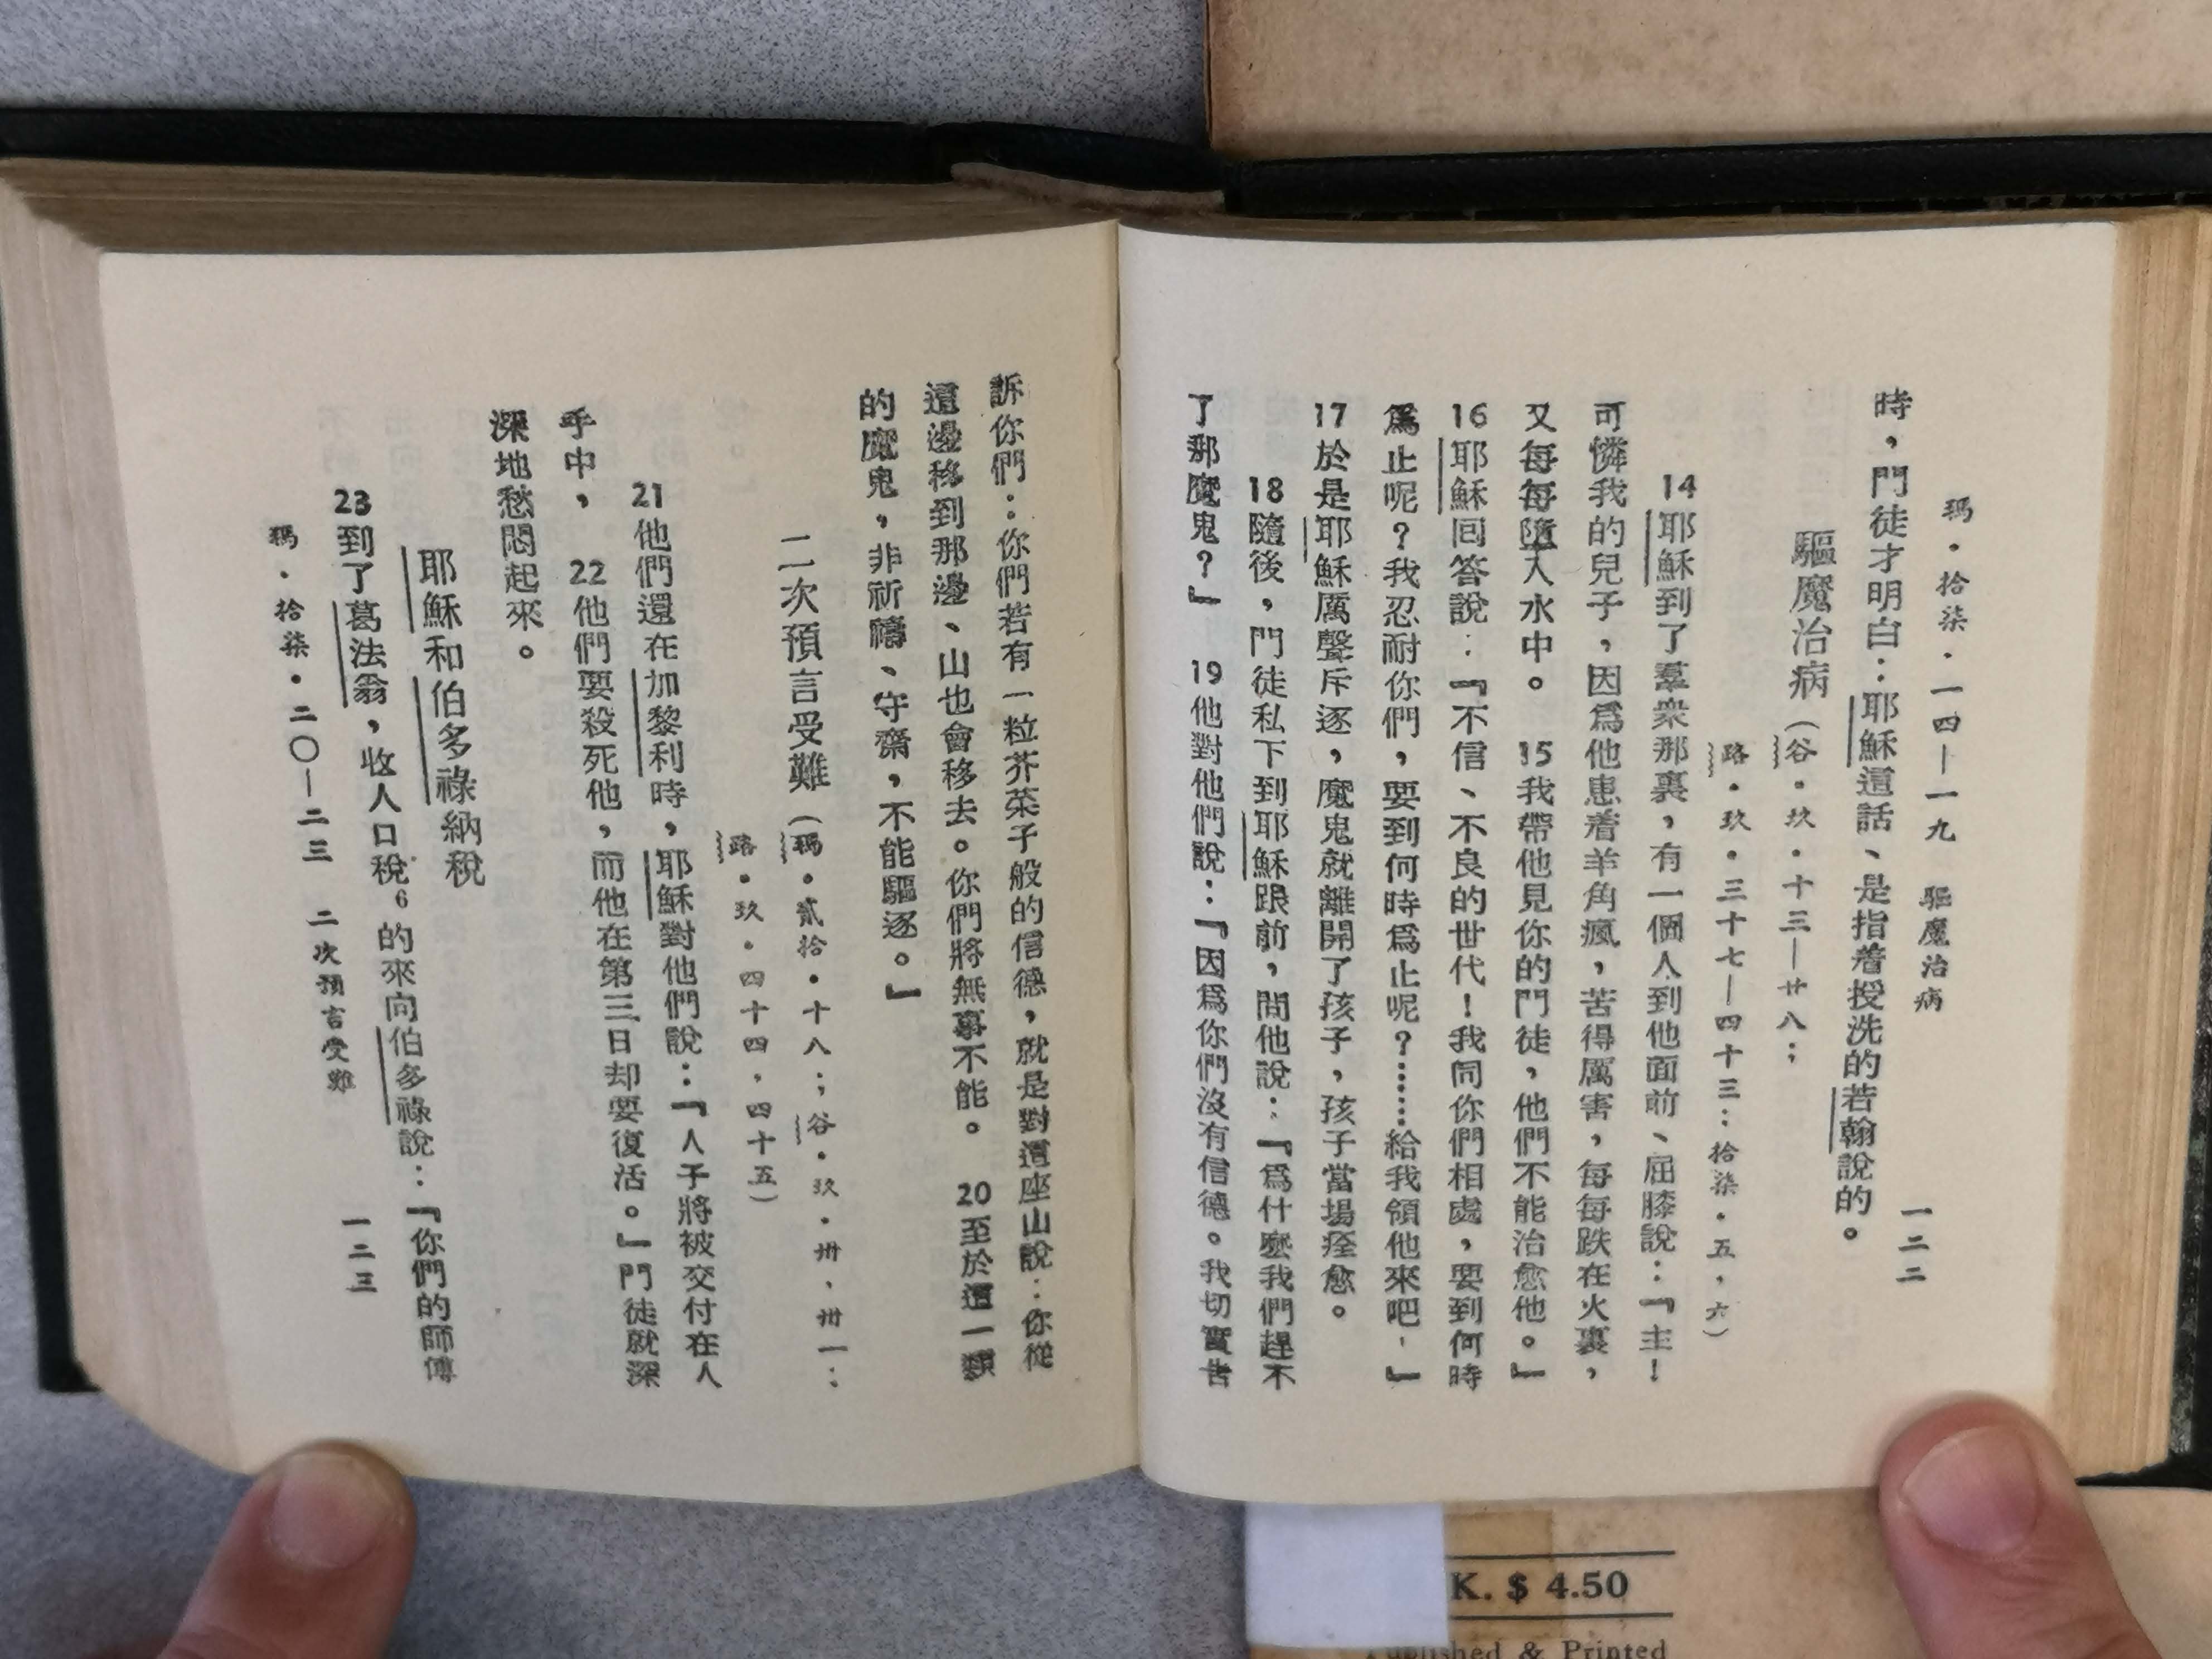 瑪．拾柒．一四—一九　驅魔治病　一二二
時，門徒才明白：耶穌這話、是指着授洗的若翰說的。
驅魔治病（谷．玖．十三—廿八；
路．玖．三十七—四十三：拾柒．五，六）
14耶穌到了羣衆那裏，有一個人到他面前、屈膝說：『主！
可憐我的兒子，因爲他患着羊角瘋，苦得厲害，每每跌在火裏，
又每每墮入水中。　15我帶他見你的門徒，他們不能治愈他。』
16耶穌回答說：『不信、不良的世代！我同你們相處，要到何時
爲止呢？我忍耐你們，要到何時爲止呢？……給我領他來吧！』
17於是耶穌厲聲斥逐，魔鬼就離開了孩子，孩子當場痊愈。
18隨後，門徒私下到耶穌跟前，問他說：『爲什麼我們趕不
了那魔鬼？』　19他對他們說：『因爲你們沒有信德。我切實告
訴你們：你們若有一粒芥菜子般的信德，就是對這座山說：你從
這邊移到那邊、山也會移去。你們將無事不能。　20至於這一類
的魔鬼，非祈禱、守齋，不能驅逐。』
二次預言受難（瑪．貳拾．十八；谷．玖．卅，卅一：
路．玖．四十四，四十五）
21他們還在加黎利時，耶穌對他們說：『人子將被交付在人
手中，　22他們要殺死他，而他在第三日却要復活。』門徒就深
深地愁悶起來。
耶穌和伯多祿納稅
23到了葛法翁，收人口稅6的來向伯多祿說：『你們的師傅
瑪．拾柒．二〇—二三　二次預言受難　一二三
K. $ 4.50
Published & Printed